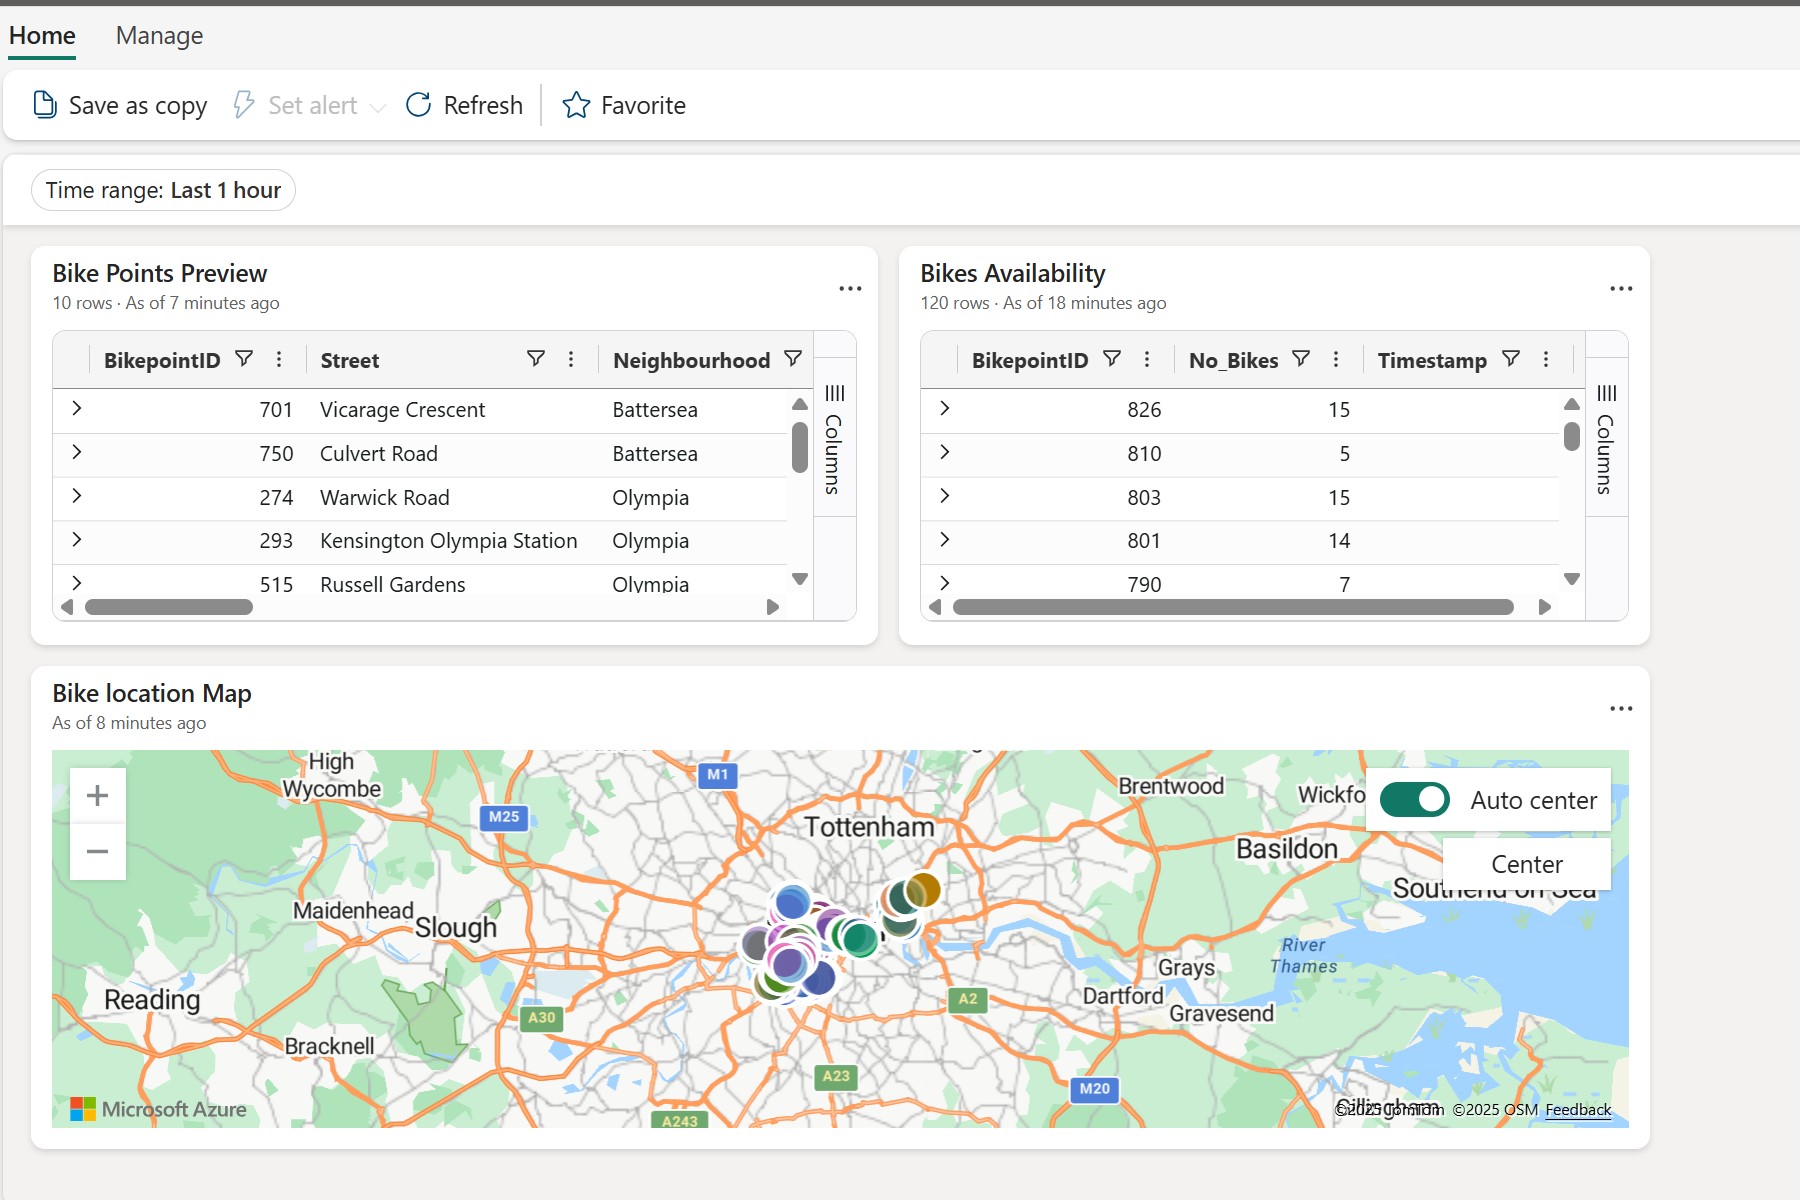 Home Manage
Save as copy Set alert Refresh Favorite
Time range: Last 1 hour
Bike Points Preview
10 rows · As of 7 minutes ago
BikepointID Street Neighbourhood
701 Vicarage Crescent Battersea
750 Culvert Road Battersea
274 Warwick Road Olympia
293 Kensington Olympia Station Olympia
515 Russell Gardens Olympia
Columns
Bikes Availability
120 rows · As of 18 minutes ago
BikepointID No_Bikes Timestamp
826 15
810 5
803 15
801 14
790 7
Columns
Bike location Map
As of 8 minutes ago
High
Wycombe
M1
M25
Tottenham
Brentwood
Wickfo
Auto center
Basildon
Center
Southend on Sea
Maidenhead
Slough
River
Thames
Grays
Reading
A2
Dartford
Gravesend
A30
Bracknell
A23
M20
A243
Microsoft Azure
Gillingham
©2025 TomTom ©2025 OSM Feedback